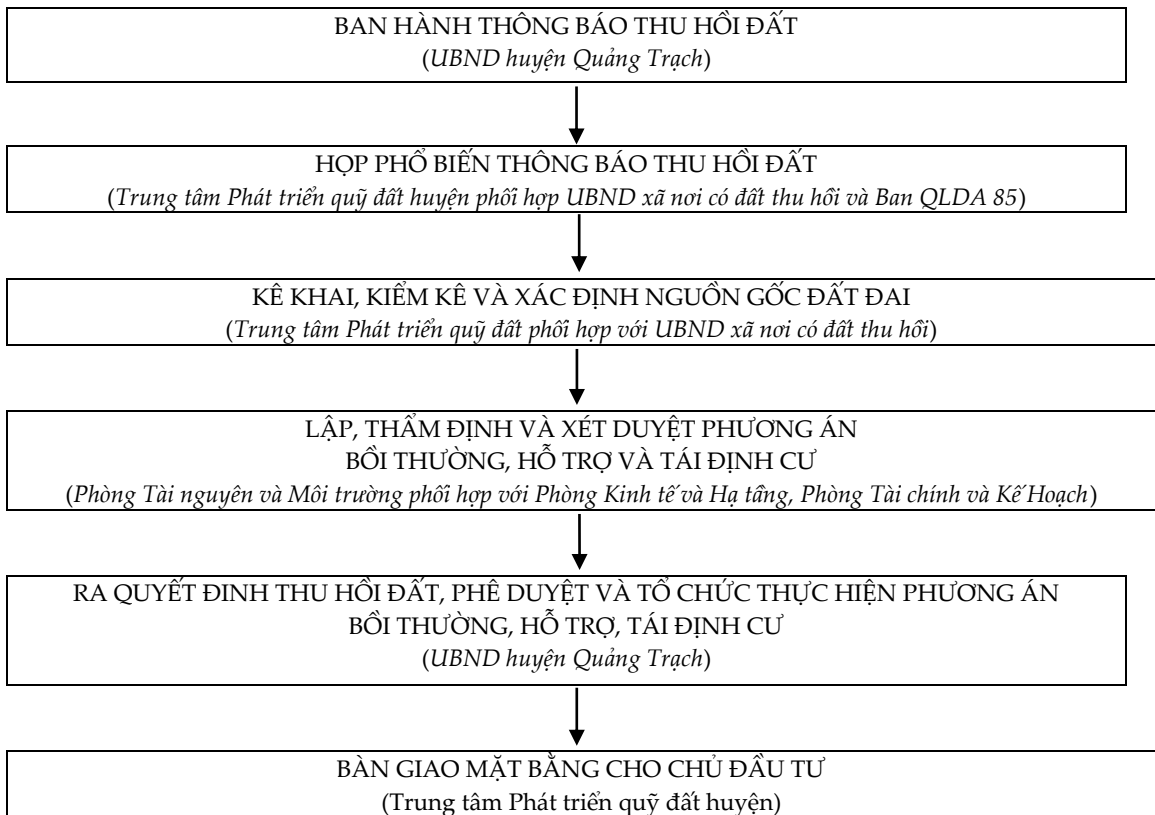 BAN HÀNH THÔNG BÁO THU HỒI ĐẤT
(UBND huyện Quảng Trạch)
HỌP PHỔ BIẾN THÔNG BÁO THU HỒI ĐẤT
(Trung tâm Phát triển quỹ đất huyện phối hợp UBND xã nơi có đất thu hồi và Ban QLDA 85)
KÊ KHAI, KIỂM KÊ VÀ XÁC ĐỊNH NGUỒN GỐC ĐẤT ĐAI
(Trung tâm Phát triển quỹ đất phối hợp với UBND xã nơi có đất thu hồi)
LẬP, THẨM ĐỊNH VÀ XÉT DUYỆT PHƯƠNG ÁN
BỒI THƯỜNG, HỖ TRỢ VÀ TÁI ĐỊNH CƯ
(Phòng Tài nguyên và Môi trường phối hợp với Phòng Kinh tế và Hạ tầng, Phòng Tài chính và Kế Hoạch)
RA QUYẾT ĐINH THU HỒI ĐẤT, PHÊ DUYỆT VÀ TỔ CHỨC THỰC HIỆN PHƯƠNG ÁN
BỒI THƯỜNG, HỖ TRỢ, TÁI ĐỊNH CƯ
(UBND huyện Quảng Trạch)
BÀN GIAO MẶT BẰNG CHO CHỦ ĐẦU TƯ
(Trung tâm Phát triển quỹ đất huyện)